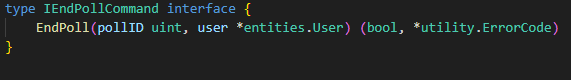 type IEndPollCommand interface {
    EndPoll(pollID uint, user *entities.User) (bool, *utility.ErrorCode)
}